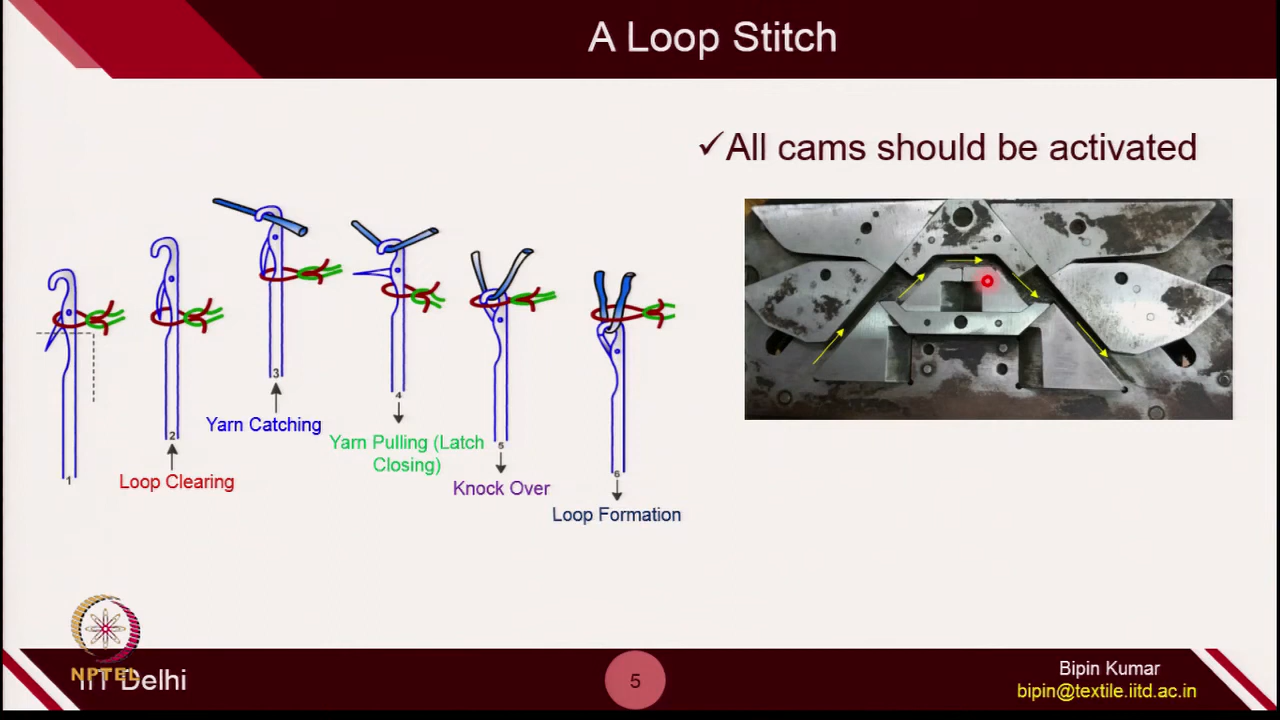 A Loop Stitch
✓All cams should be activated
1
2
Loop Clearing
3
Yarn Catching
4
Yarn Pulling (Latch
Closing)
5
Knock Over
6
Loop Formation
NPTEL
IIT Delhi
5
Bipin Kumar
bipin@textile.iitd.ac.in